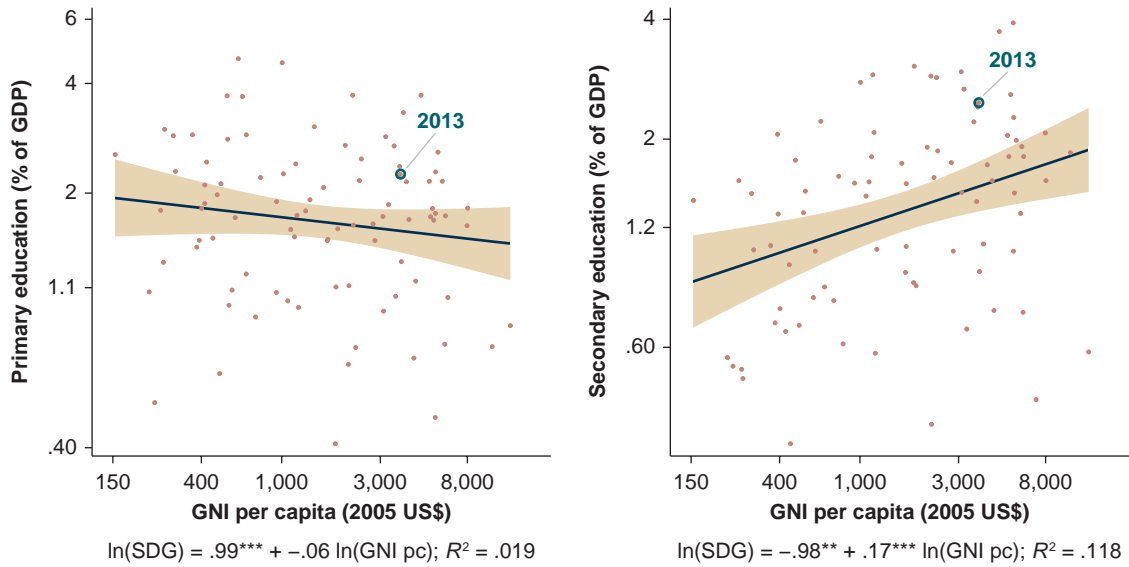 Primary education (% of GDP)
6
4
2
1.1
.40
2013
150 400 1,000 3,000 8,000
GNI per capita (2005 US$)
ln(SDG) = .99*** + –.06 ln(GNI pc); R² = .019
Secondary education (% of GDP)
4
2
1.2
.60
2013
150 400 1,000 3,000 8,000
GNI per capita (2005 US$)
ln(SDG) = –.98** + .17*** ln(GNI pc); R² = .118